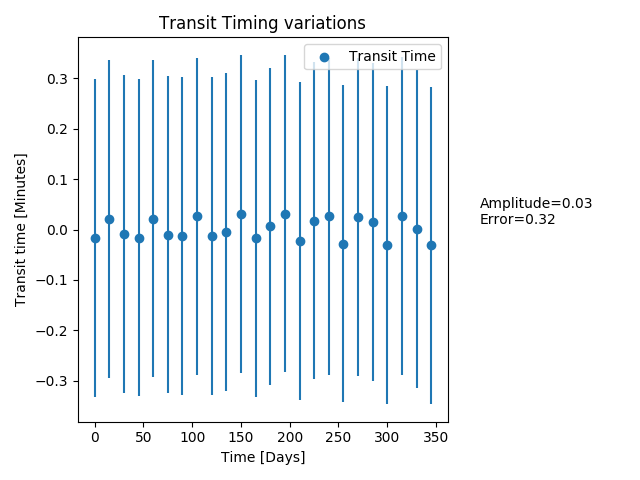 Transit Timing variations
Transit Time
0.3
0.2
0.1
0.0
−0.1
−0.2
−0.3
Transit time [Minutes]
Amplitude=0.03
Error=0.32
0 50 100 150 200 250 300 350
Time [Days]